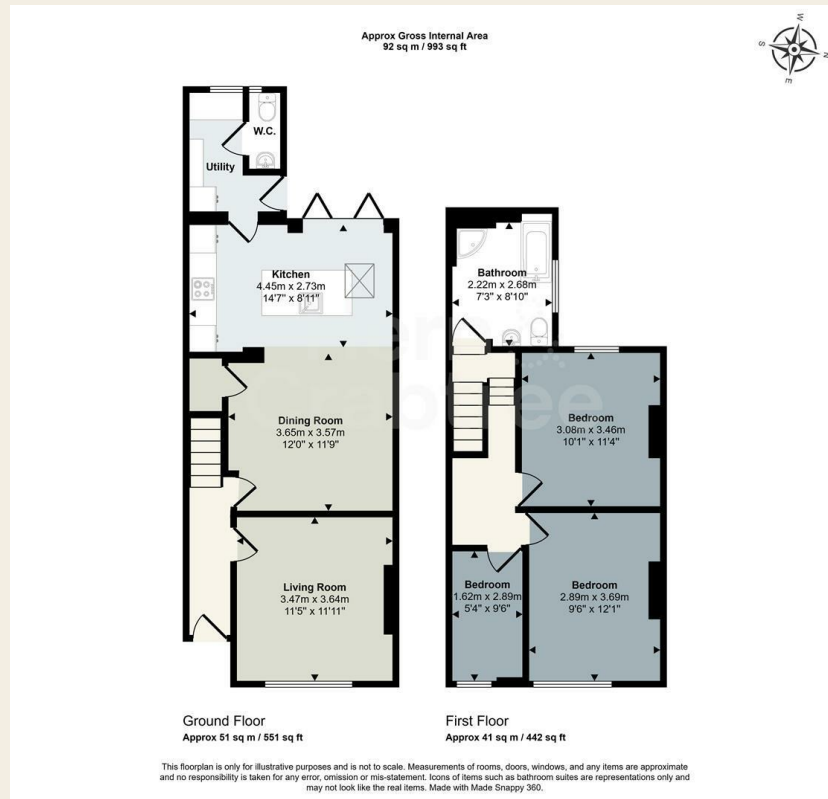 Approx Gross Internal Area
92 sq m / 993 sq ft
W
S
N
E
W.C.
Utility
Kitchen
4.45m x 2.73m
14'7" x 8'11"
Dining Room
3.65m x 3.57m
12'0" x 11'9"
Living Room
3.47m x 3.64m
11'5" x 11'11"
Bathroom
2.22m x 2.68m
7'3" x 8'10"
Bedroom
3.08m x 3.46m
10'1" x 11'4"
Bedroom
1.62m x 2.89m
5'4" x 9'6"
Bedroom
2.89m x 3.69m
9'6" x 12'1"
Crabtree
Ground Floor
Approx 51 sq m / 551 sq ft
First Floor
Approx 41 sq m / 442 sq ft
This floorplan is only for illustrative purposes and is not to scale. Measurements of rooms, doors, windows, and any items are approximate
and no responsibility is taken for any error, omission or mis-statement. Icons of items such as bathroom suites are representations only and
may not look like the real items. Made with Made Snappy 360.